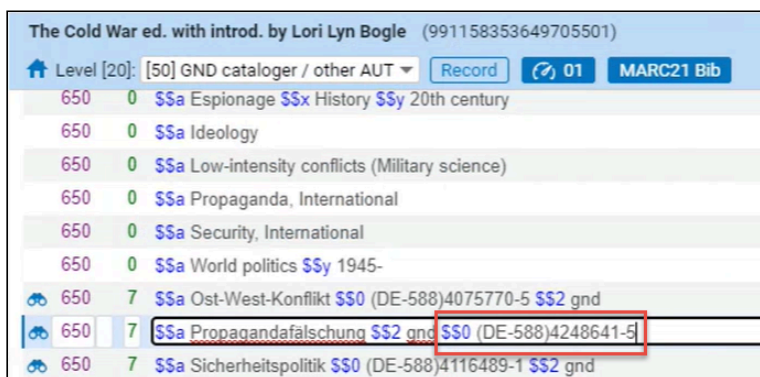 The Cold War ed. with introd. by Lori Lyn Bogle (991158353649705501)
Level [20]: [50] GND cataloger / other AUT Record 01 MARC21 Bib
650 0 $$a Espionage $$x History $$y 20th century
650 0 $$a Ideology
650 0 $$a Low-intensity conflicts (Military science)
650 0 $$a Propaganda, International
650 0 $$a Security, International
650 0 $$a World politics $$y 1945-
650 7 $$a Ost-West-Konflikt $$0 (DE-588)4075770-5 $$2 gnd
650 7 $$a Propagandafälschung $$2 gnd $$0 (DE-588)4248641-5
650 7 $$a Sicherheitspolitik $$0 (DE-588)4116489-1 $$2 gnd